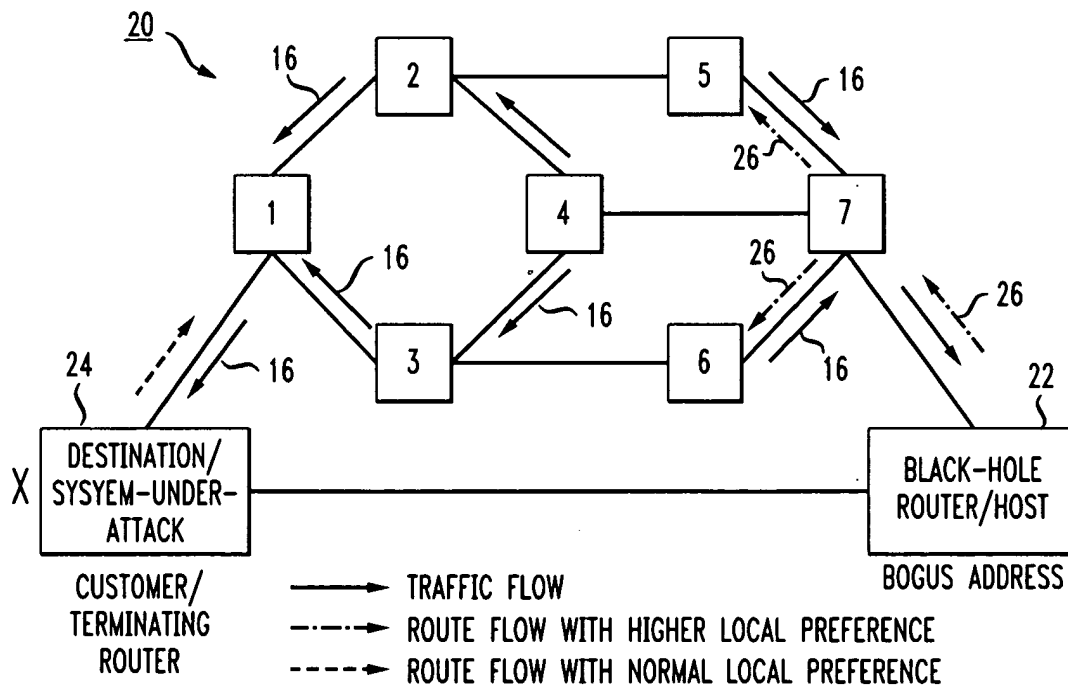 20
16
2
5
16
26
1
4
7
16
26
26
16
3
6
16
16
24
22
X
DESTINATION/
SYSYEM-UNDER-
ATTACK
BLACK-HOLE
ROUTER/HOST
CUSTOMER/
TERMINATING
ROUTER
BOGUS ADDRESS
TRAFFIC FLOW
ROUTE FLOW WITH HIGHER LOCAL PREFERENCE
ROUTE FLOW WITH NORMAL LOCAL PREFERENCE